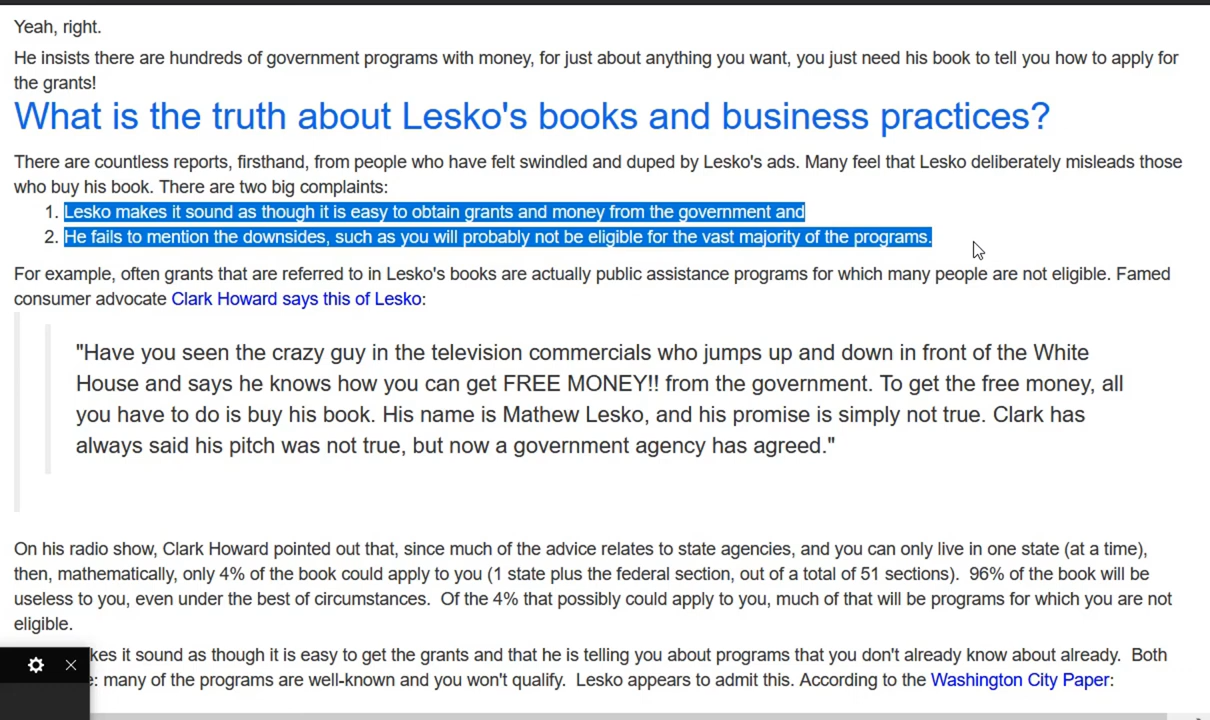 Yeah, right.
He insists there are hundreds of government programs with money, for just about anything you want, you just need his book to tell you how to apply for
the grants!
What is the truth about Lesko's books and business practices?
There are countless reports, firsthand, from people who have felt swindled and duped by Lesko's ads. Many feel that Lesko deliberately misleads those
who buy his book. There are two big complaints:
1. Lesko makes it sound as though it is easy to obtain grants and money from the government and
2. He fails to mention the downsides, such as you will probably not be eligible for the vast majority of the programs.
For example, often grants that are referred to in Lesko's books are actually public assistance programs for which many people are not eligible. Famed
consumer advocate Clark Howard says this of Lesko:
"Have you seen the crazy guy in the television commercials who jumps up and down in front of the White
House and says he knows how you can get FREE MONEY!! from the government. To get the free money, all
you have to do is buy his book. His name is Mathew Lesko, and his promise is simply not true. Clark has
always said his pitch was not true, but now a government agency has agreed."
On his radio show, Clark Howard pointed out that, since much of the advice relates to state agencies, and you can only live in one state (at a time),
then, mathematically, only 4% of the book could apply to you (1 state plus the federal section, out of a total of 51 sections). 96% of the book will be
useless to you, even under the best of circumstances. Of the 4% that possibly could apply to you, much of that will be programs for which you are not
eligible.
kes it sound as though it is easy to get the grants and that he is telling you about programs that you don't already know about already. Both
e: many of the programs are well-known and you won't qualify. Lesko appears to admit this. According to the Washington City Paper: